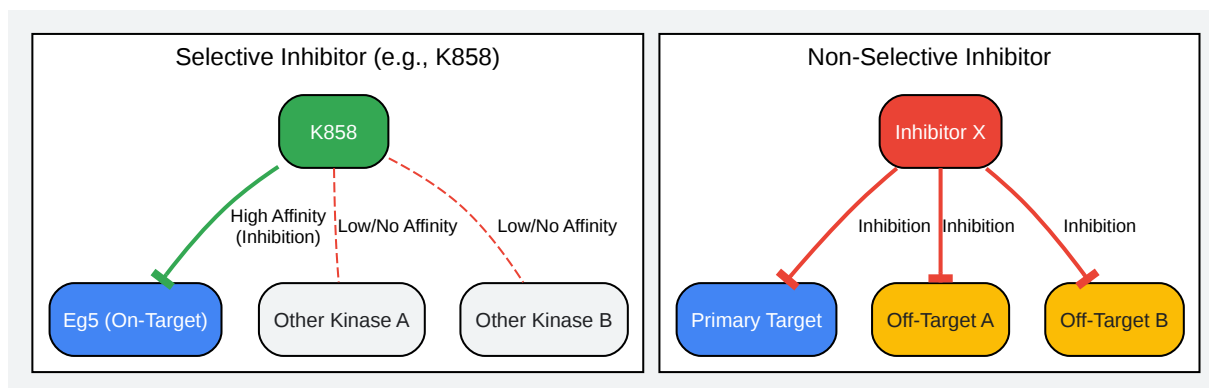 Selective Inhibitor (e.g., K858)
K858
High Affinity
(Inhibition)
Low/No Affinity
Low/No Affinity
Eg5 (On-Target)
Other Kinase A
Other Kinase B
Non-Selective Inhibitor
Inhibitor X
Inhibition
Inhibition
Inhibition
Primary Target
Off-Target A
Off-Target B